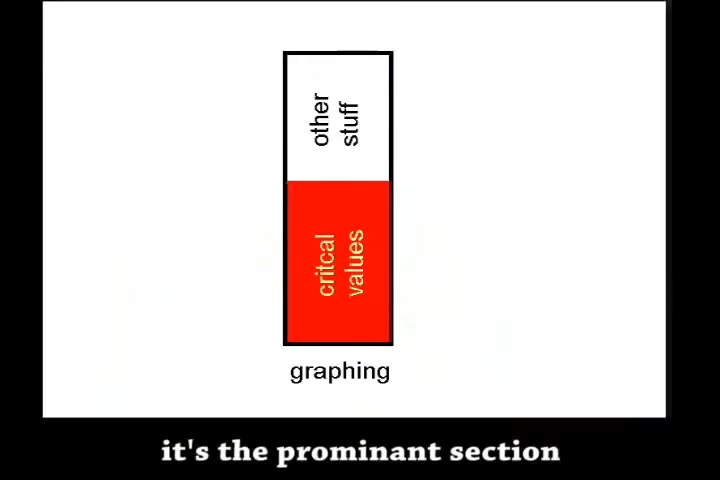 other
stuff
critcal
values
graphing
it's the prominant section